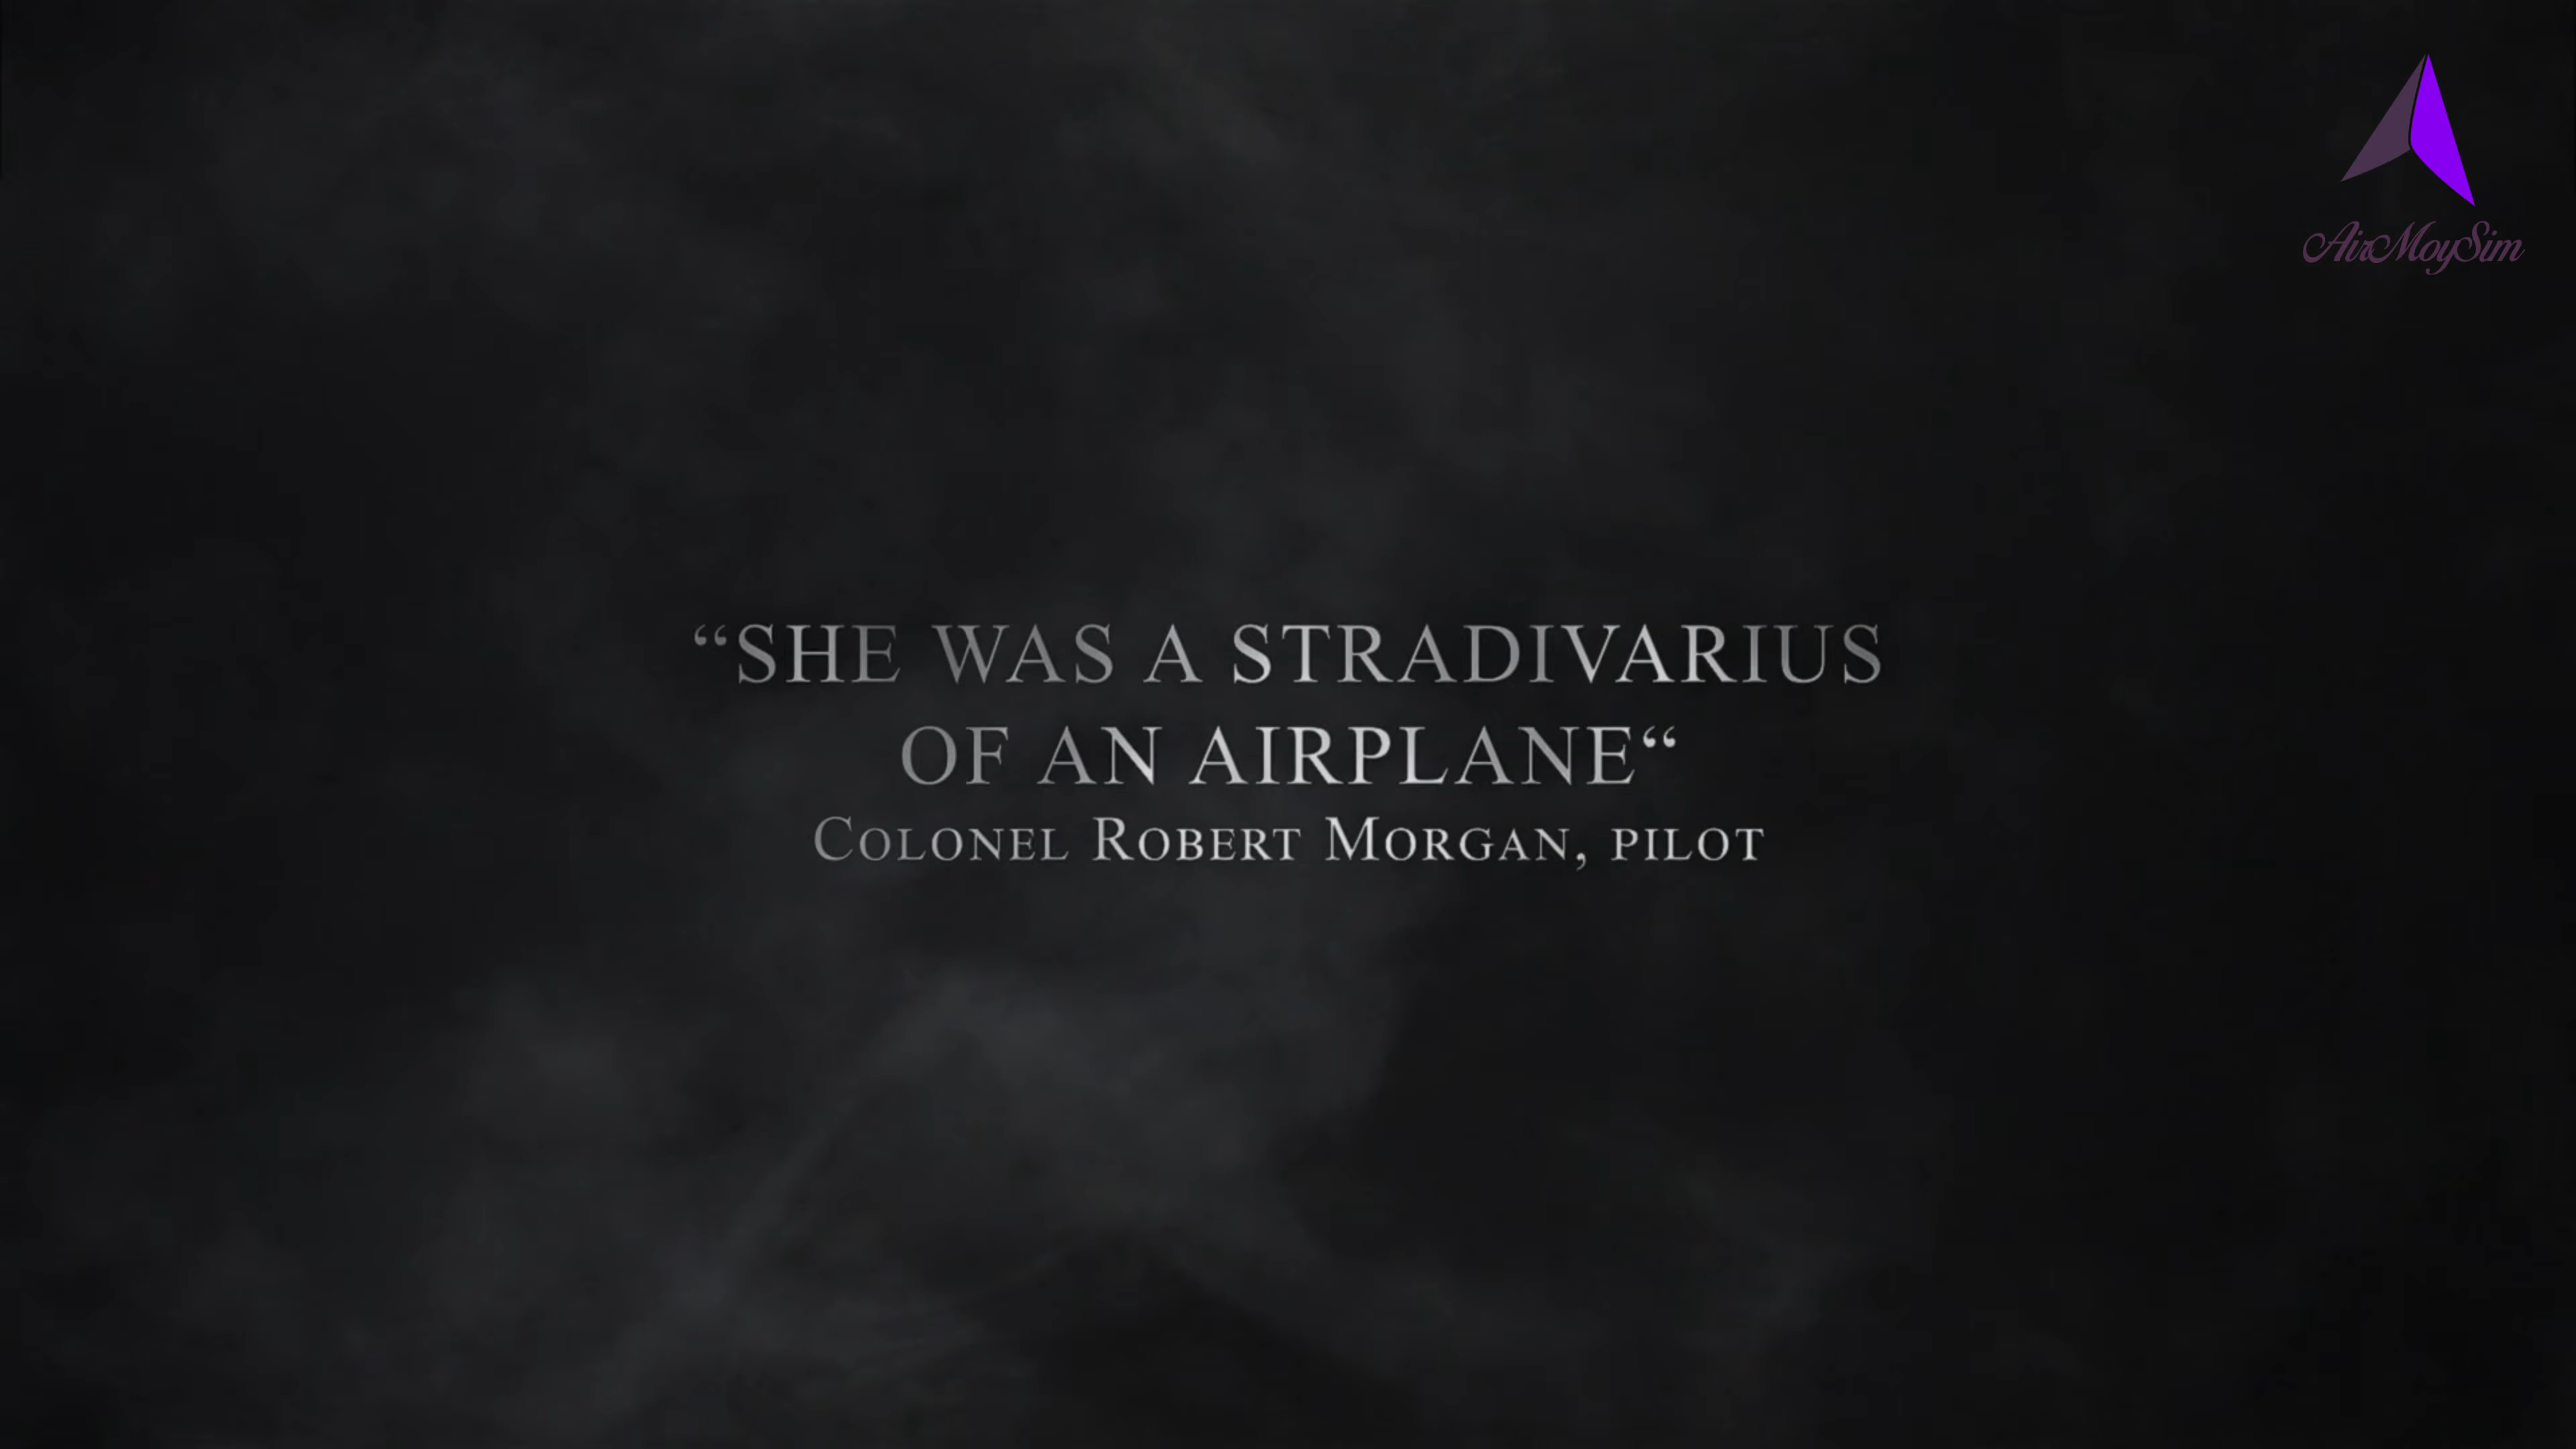 AirMoySim
“SHE WAS A STRADIVARIUS
OF AN AIRPLANE“
COLONEL ROBERT MORGAN, PILOT